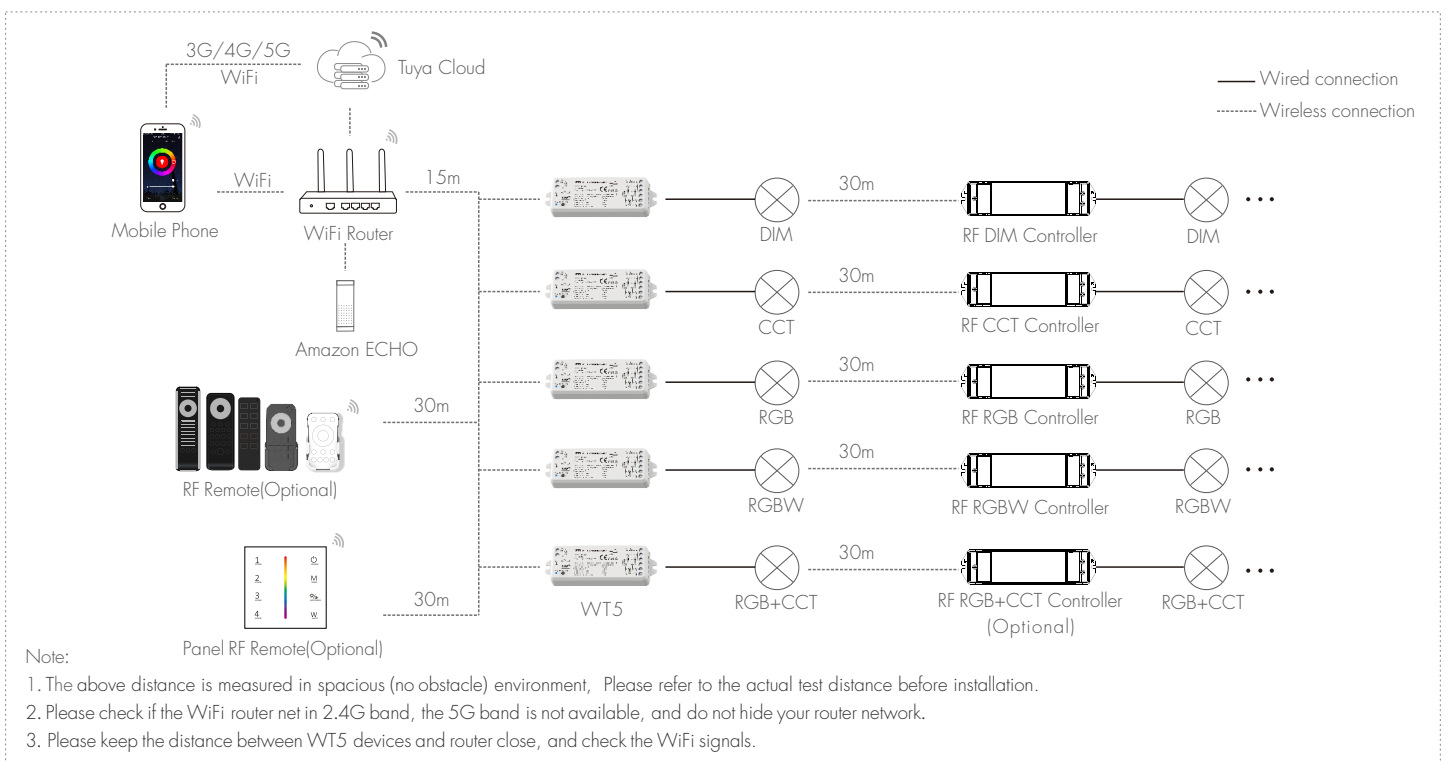 3G/4G/5G
WiFi
Tuya Cloud
Wired connection
Wireless connection
WiFi
15m
Mobile Phone
WiFi Router
Amazon ECHO
30m
DIM
RF DIM Controller
DIM
30m
CCT
RF CCT Controller
CCT
30m
RGB
RF RGB Controller
RGB
30m
RF Remote(Optional)
30m
RGBW
RF RGBW Controller
RGBW
1
2
M
3
4
W
30m
Panel RF Remote(Optional)
WT5
30m
RGB+CCT
RF RGB+CCT Controller
(Optional)
RGB+CCT
Note:
1. The above distance is measured in spacious (no obstacle) environment, Please refer to the actual test distance before installation.
2. Please check if the WiFi router net in 2.4G band, the 5G band is not available, and do not hide your router network.
3. Please keep the distance between WT5 devices and router close, and check the WiFi signals.